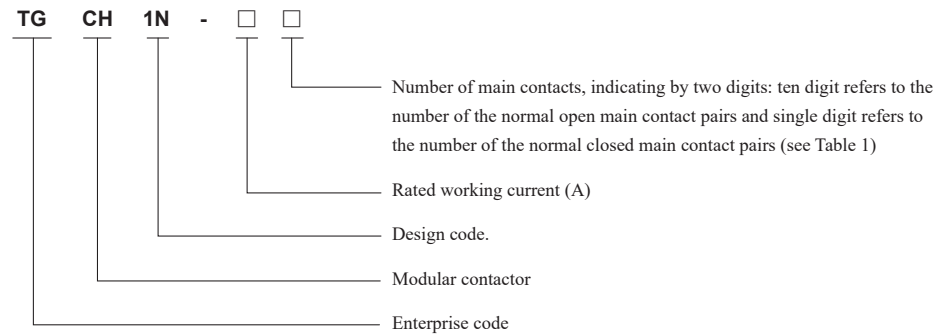 TG CH 1N - □ □
Number of main contacts, indicating by two digits: ten digit refers to the
number of the normal open main contact pairs and single digit refers to
the number of the normal closed main contact pairs (see Table 1)
Rated working current (A)
Design code.
Modular contactor
Enterprise code